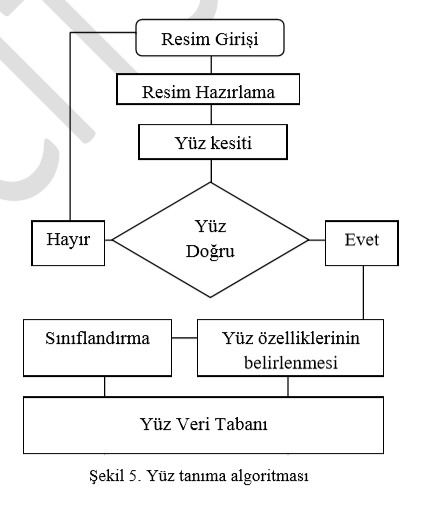 Resim Girişi
Resim Hazırlama
Yüz kesiti
Yüz
Doğru
Hayır
Evet
Sınıflandırma
Yüz özelliklerinin
belirlenmesi
Yüz Veri Tabanı
Şekil 5. Yüz tanıma algoritması